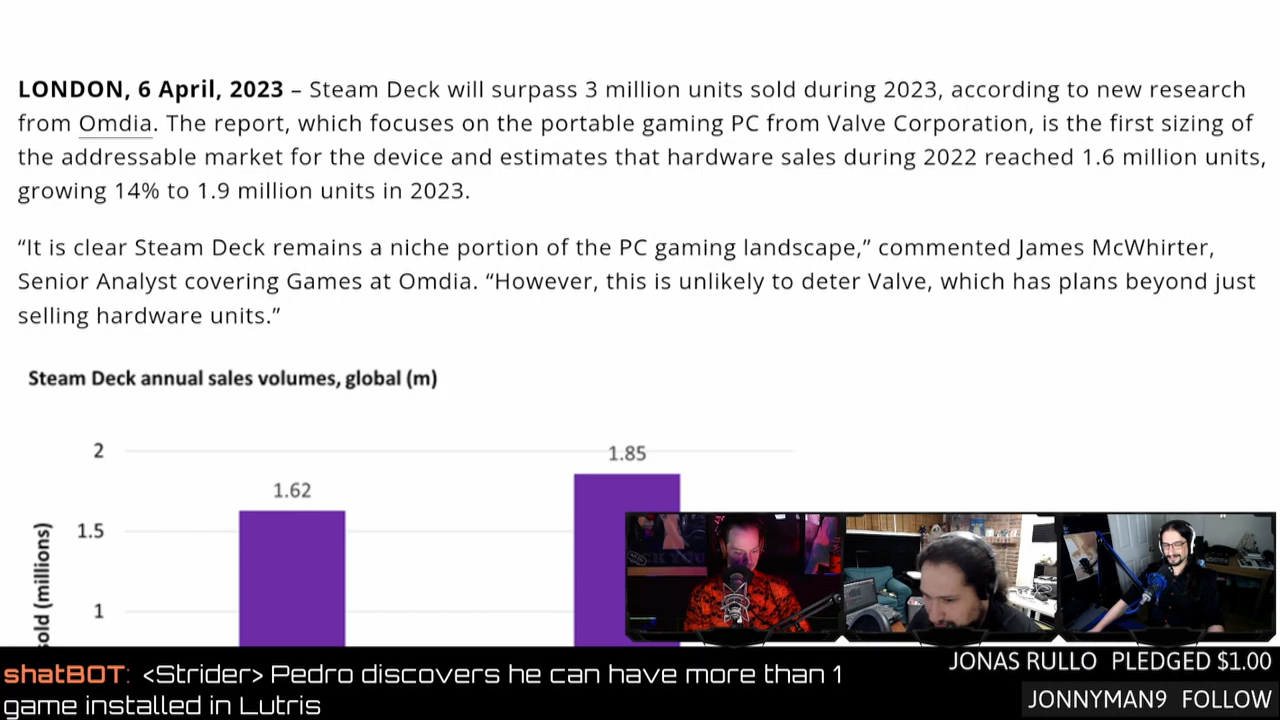 LONDON, 6 April, 2023 – Steam Deck will surpass 3 million units sold during 2023, according to new research
from Omdia. The report, which focuses on the portable gaming PC from Valve Corporation, is the first sizing of
the addressable market for the device and estimates that hardware sales during 2022 reached 1.6 million units,
growing 14% to 1.9 million units in 2023.
“It is clear Steam Deck remains a niche portion of the PC gaming landscape,” commented James McWhirter,
Senior Analyst covering Games at Omdia. “However, this is unlikely to deter Valve, which has plans beyond just
selling hardware units.”
Steam Deck annual sales volumes, global (m)
2
1.85
1.62
1.5
1
old (millions)
shatBOT: <Strider> Pedro discovers he can have more than 1
game installed in Lutris
JONAS RULLO PLEDGED $1.00
JONNYMAN9 FOLLOW